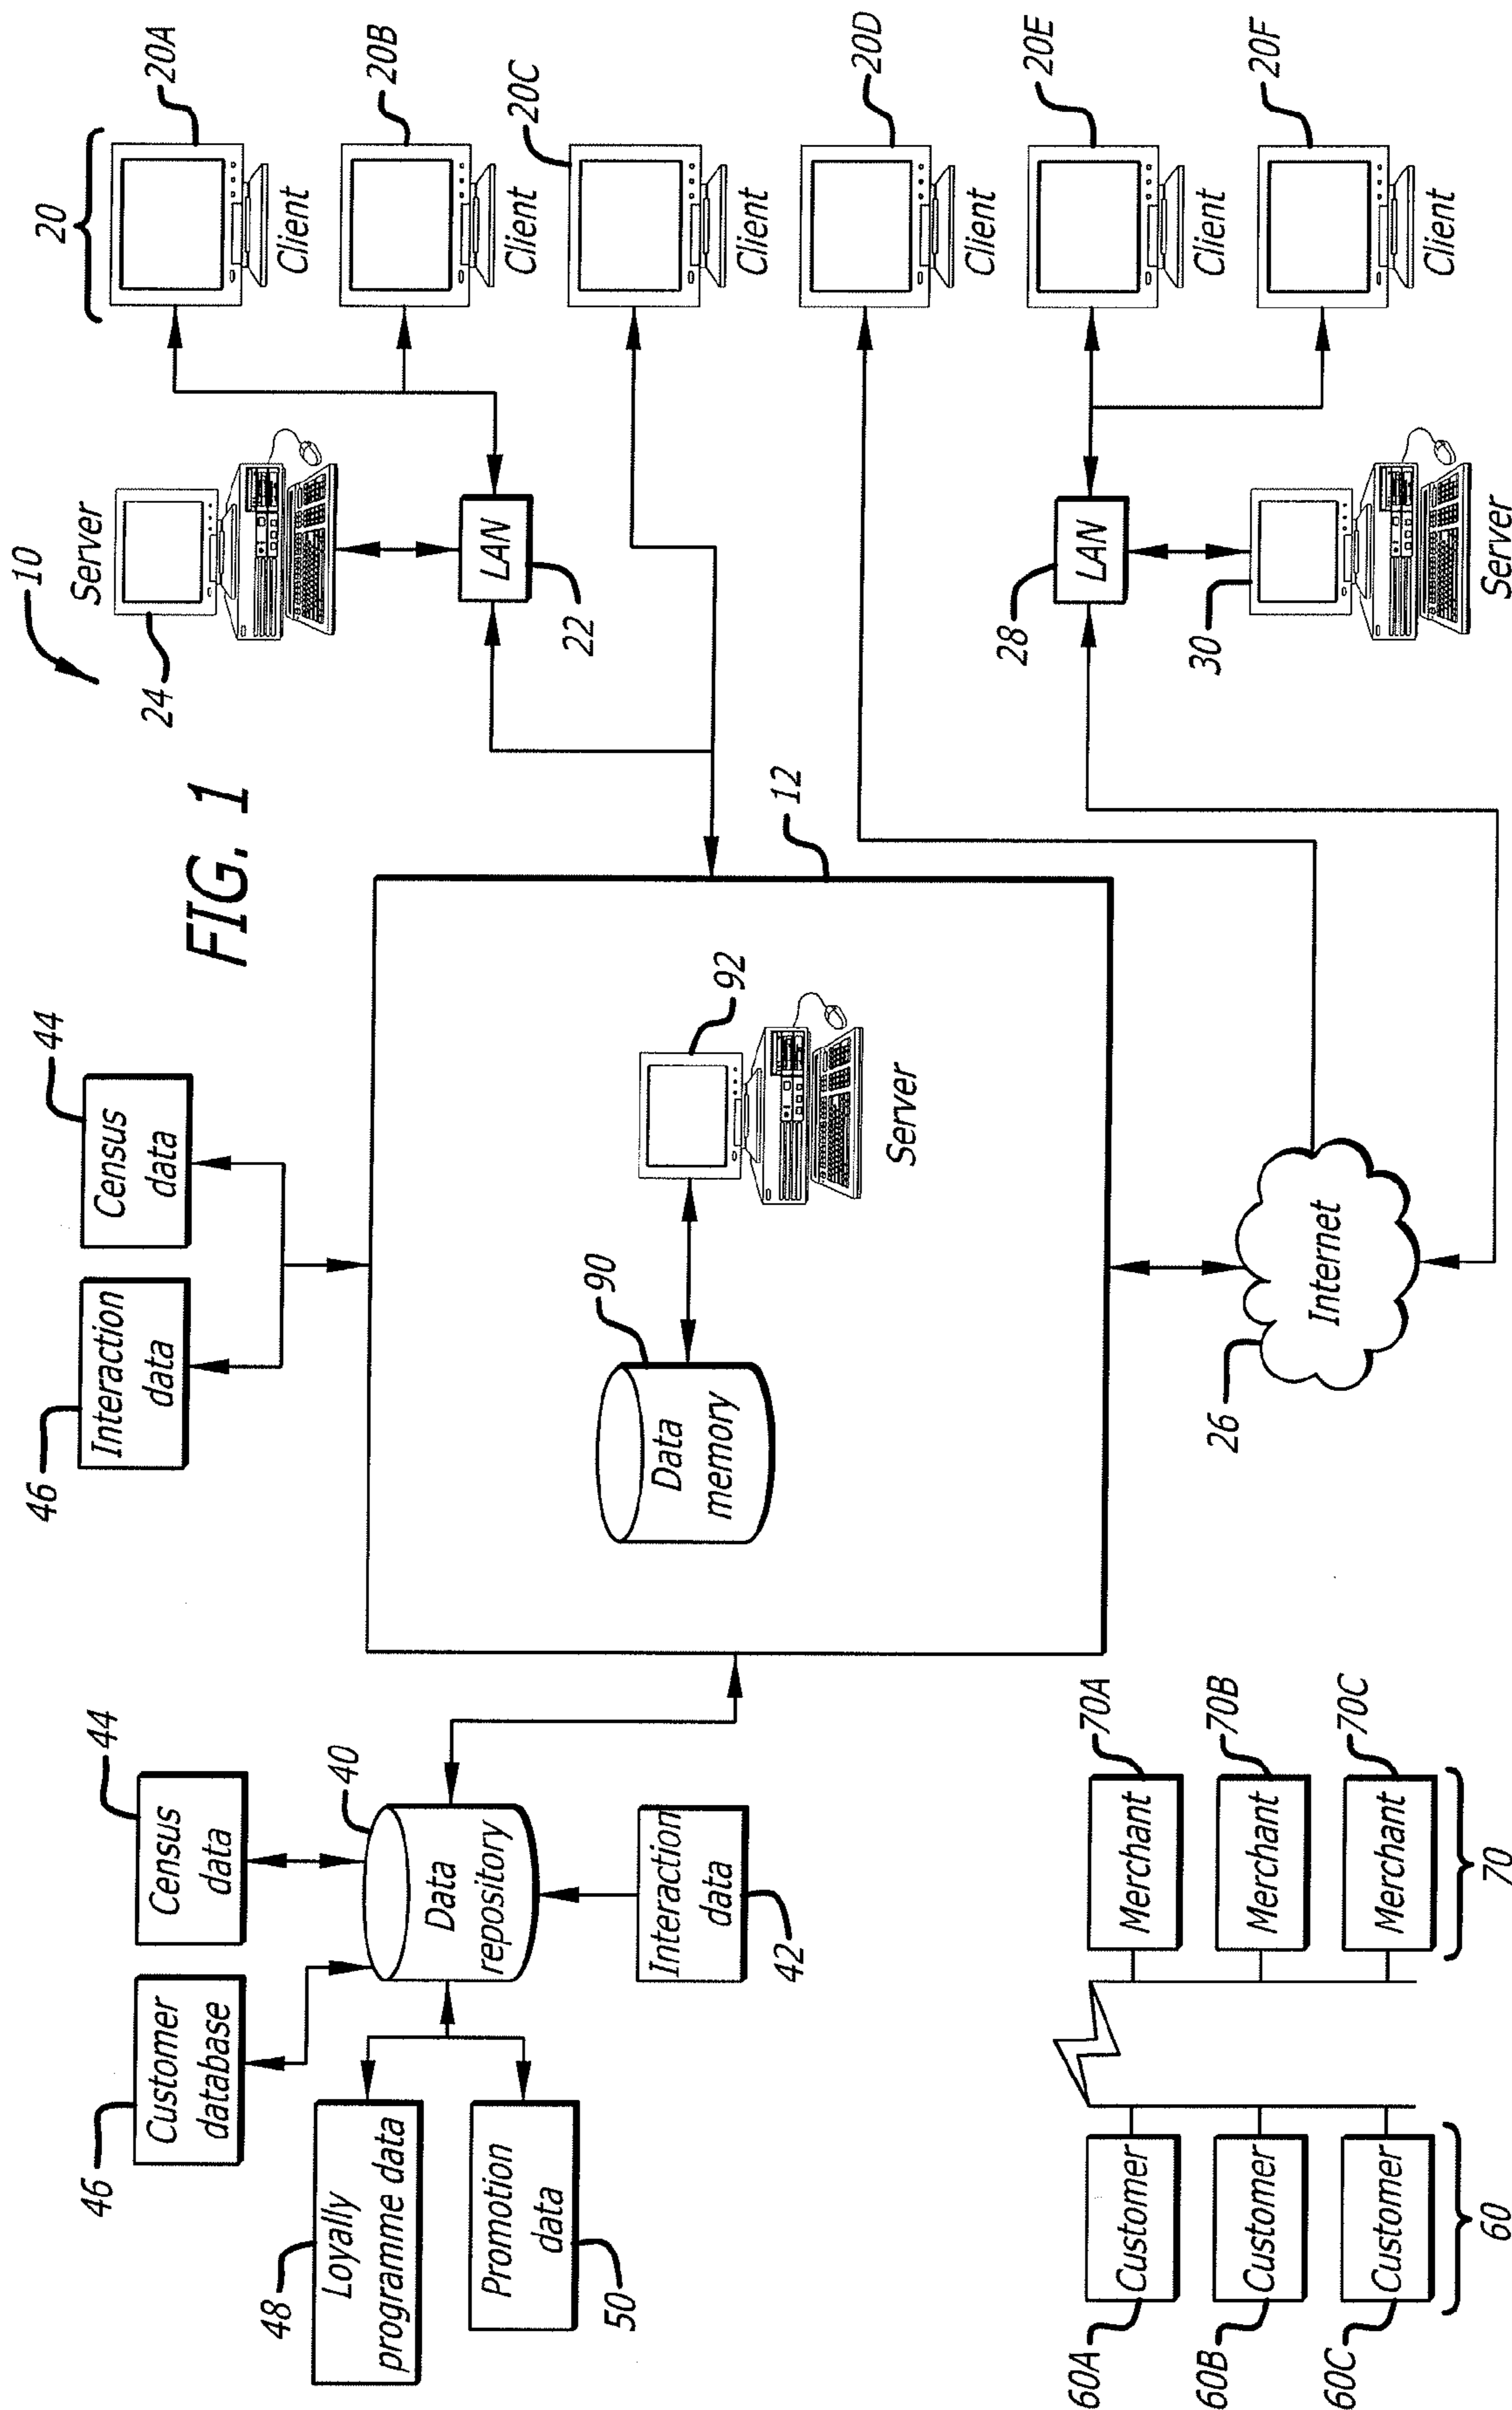 FIG. 1
10
20
20A
Client
20B
Client
20C
Client
20D
Client
20E
Client
20F
Client
Server
24
LAN
22
LAN
28
30
Server
12
44
Census
data
46
Interaction
data
92
Server
90
Data
memory
Internet
26
44
Census
data
46
Customer
database
40
Data
repository
48
Loyally
programme data
Promotion
data
50
Interaction
data
42
Merchant
70A
Merchant
70B
Merchant
70C
70
Customer
60A
Customer
60B
Customer
60C
60